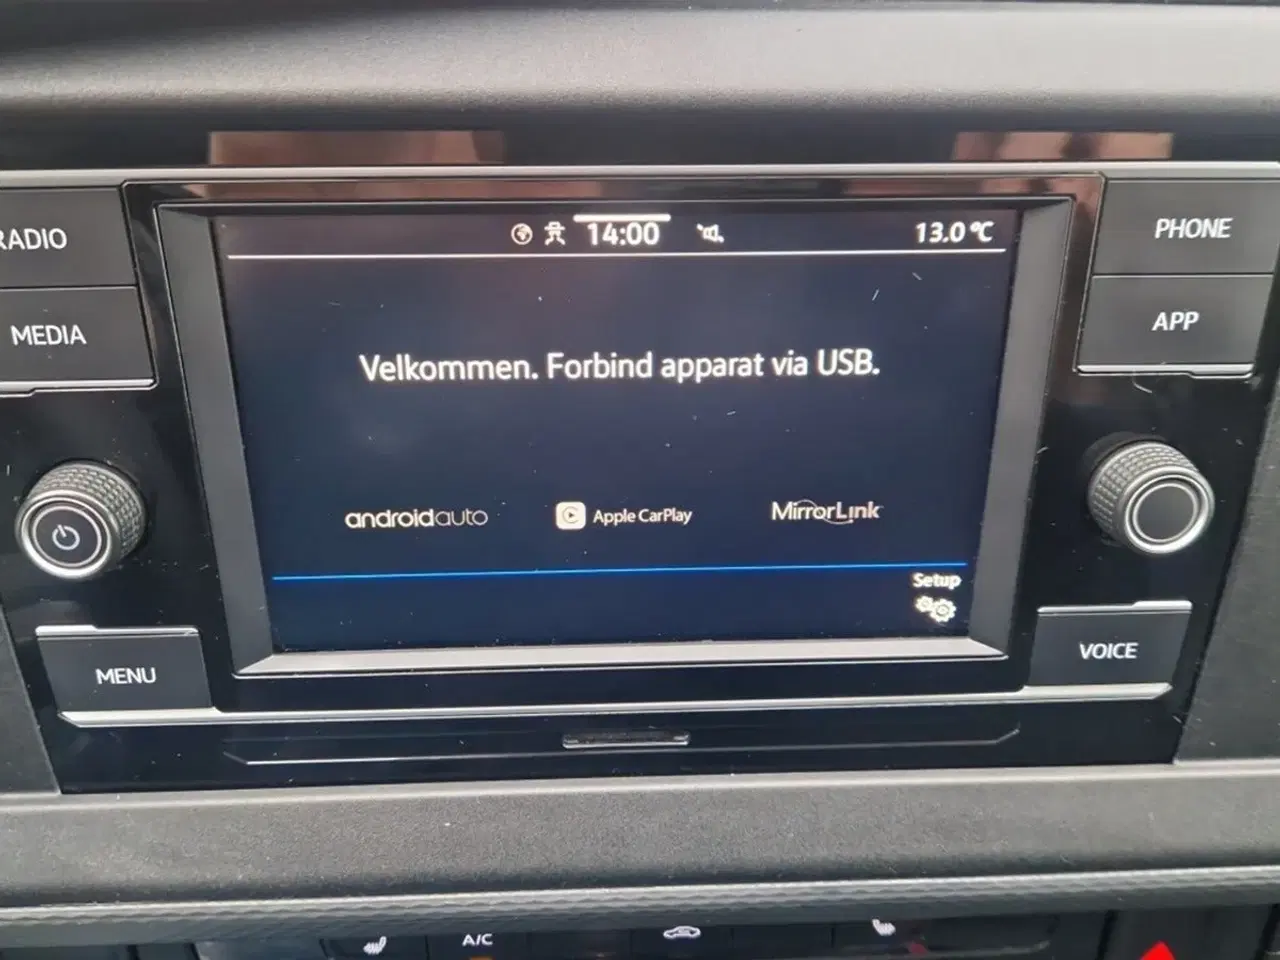 RADIO
MEDIA
MENU
14:00
13.0 °C
Velkommen. Forbind apparat via USB.
androidauto
Apple CarPlay
MirrorLink
Setup
PHONE
APP
VOICE
A/C